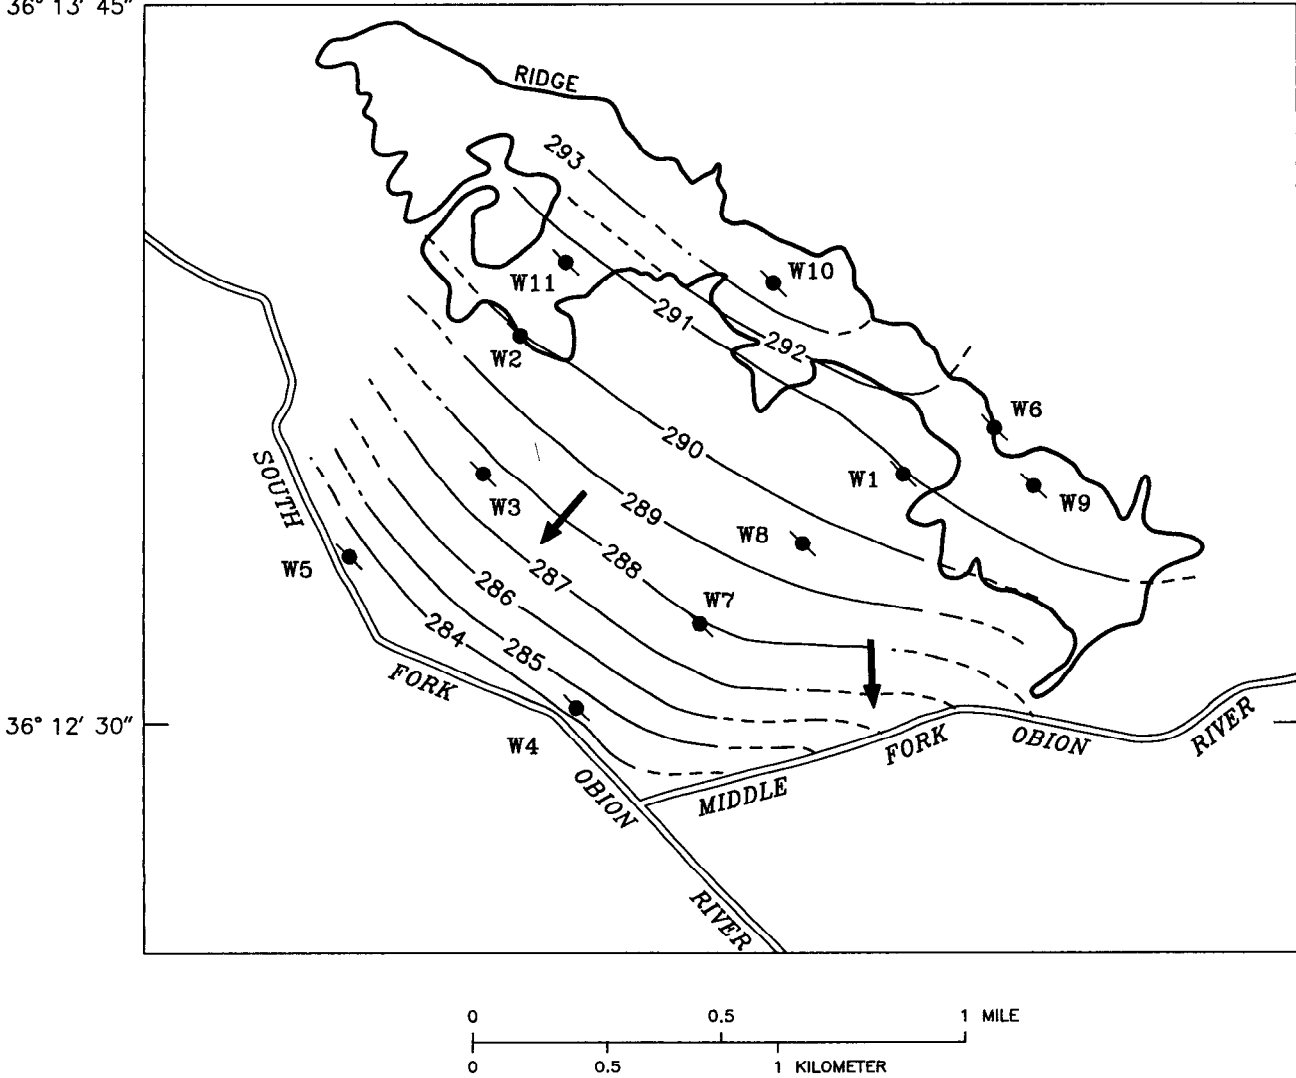 36° 13' 45"
RIDGE
293
W10
W11
291
292
W2
W6
290
W1
W9
SOUTH
W3
289
W8
W5
288
287
W7
286
284
285
FORK
36° 12' 30"
W4
FORK
OBION
RIVER
MIDDLE
OBION
RIVER
0 0.5 1 MILE
0 0.5 1 KILOMETER